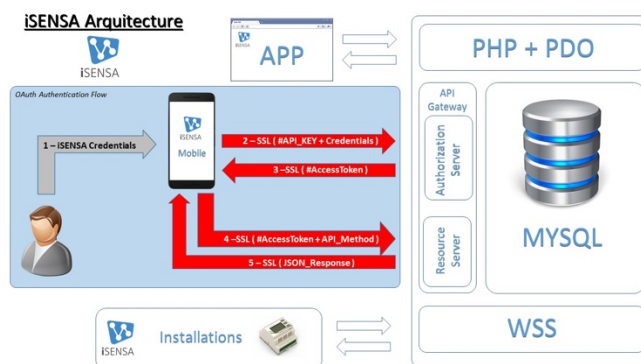 iSENSA Arquitecture
iSENSA
iSENSA
APP
PHP + PDO
OAuth Authentication Flow
API
Gateway
1 – iSENSA Credentials
iSENSA
Mobile
2 – SSL ( #API_KEY + Credentials)
3 –SSL ( #AccessToken)
Authorization
Server
4 –SSL ( #AccessToken + API_Method)
5 – SSL ( JSON_Response)
Resource
Server
MYSQL
iSENSA
Installations
WSS